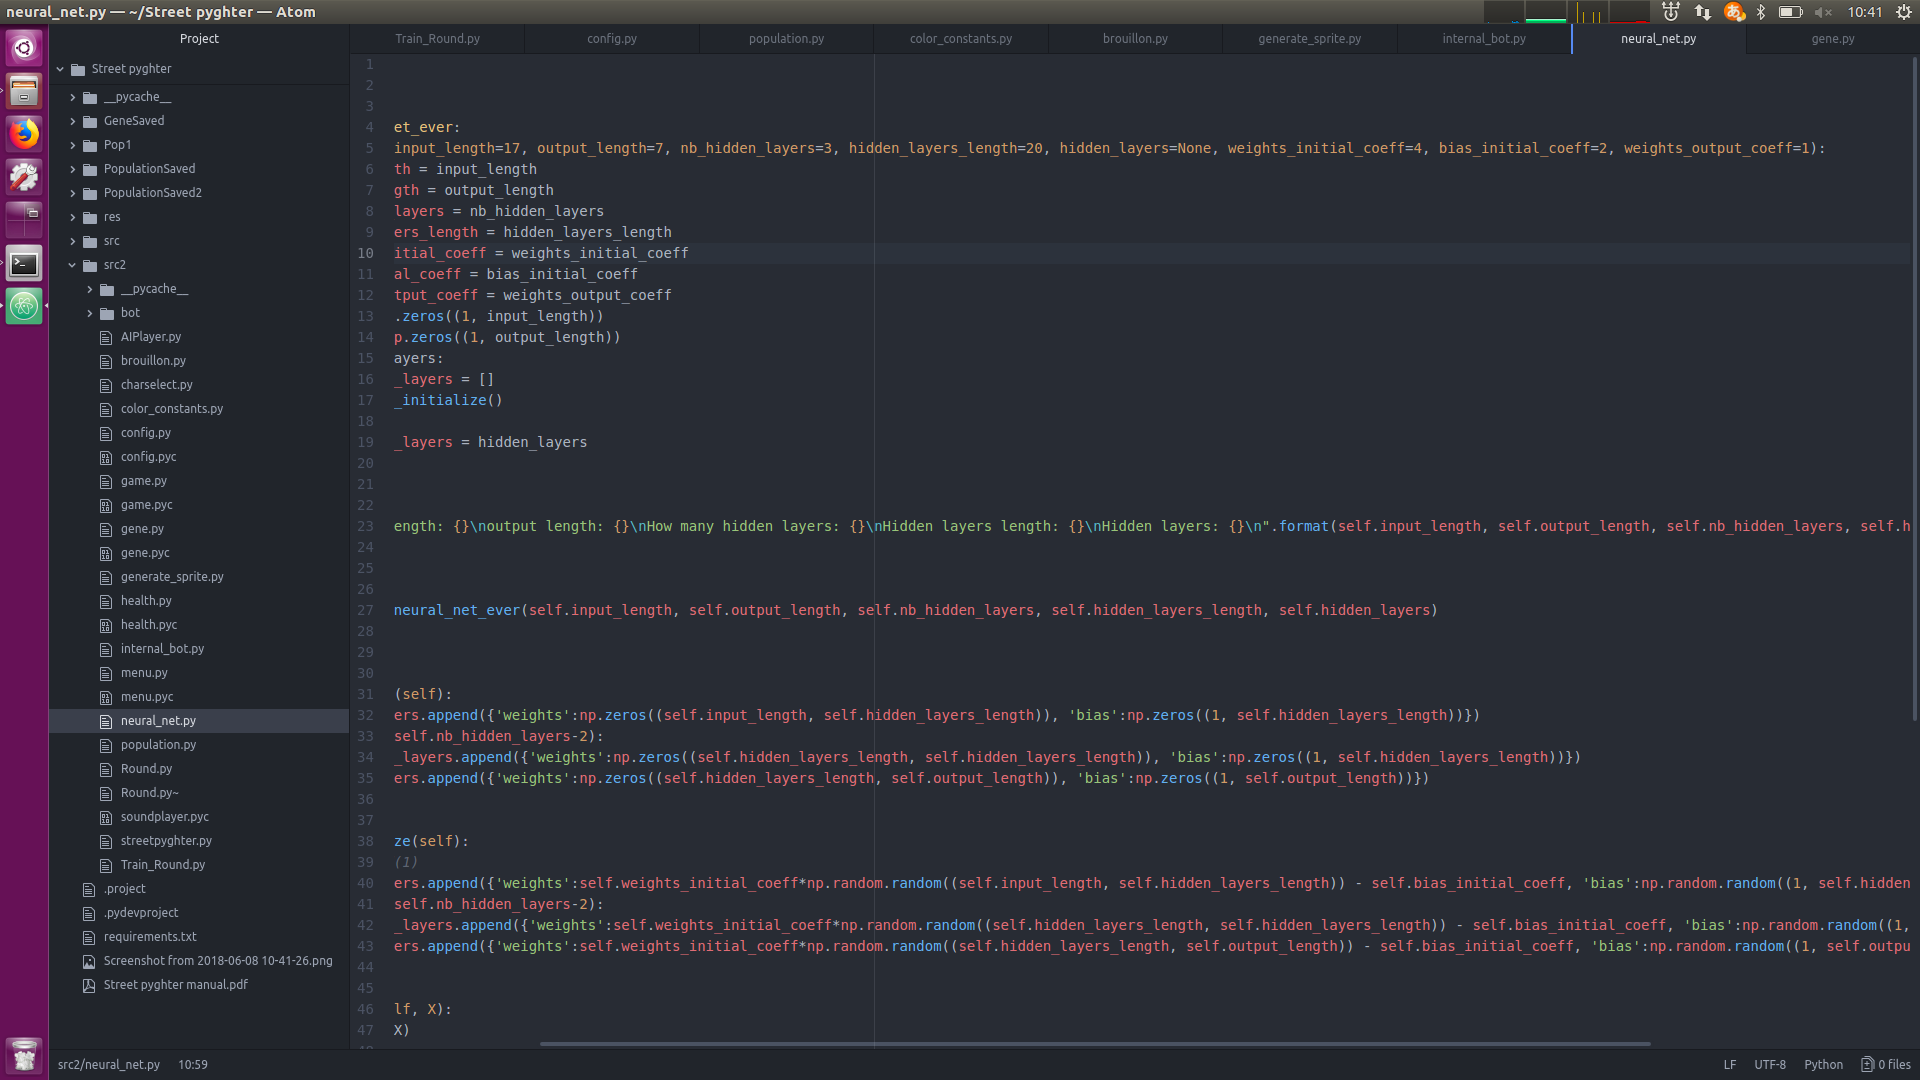 neural_net.py — ~/Street pyghter — Atom
あ
10:41
Project
Train_Round.py
config.py
population.py
color_constants.py
brouillon.py
generate_sprite.py
internal_bot.py
neural_net.py
gene.py
Street pyghter
__pycache__
GeneSaved
Pop1
PopulationSaved
PopulationSaved2
res
src
src2
__pycache__
bot
AIPlayer.py
brouillon.py
charselect.py
color_constants.py
config.py
config.pyc
game.py
game.pyc
gene.py
gene.pyc
generate_sprite.py
health.py
health.pyc
internal_bot.py
menu.py
menu.pyc
neural_net.py
population.py
Round.py
Round.py~
soundplayer.pyc
streetpyghter.py
Train_Round.py
.project
.pydevproject
requirements.txt
Screenshot from 2018-06-08 10-41-26.png
Street pyghter manual.pdf
1
2
3
4 et_ever:
5 input_length=17, output_length=7, nb_hidden_layers=3, hidden_layers_length=20, hidden_layers=None, weights_initial_coeff=4, bias_initial_coeff=2, weights_output_coeff=1):
6 th = input_length
7 gth = output_length
8 layers = nb_hidden_layers
9 ers_length = hidden_layers_length
10 itial_coeff = weights_initial_coeff
11 al_coeff = bias_initial_coeff
12 tput_coeff = weights_output_coeff
13 .zeros((1, input_length))
14 p.zeros((1, output_length))
15 ayers:
16 _layers = []
17 _initialize()
18
19 _layers = hidden_layers
20
21
22
23 ength: {}\noutput length: {}\nHow many hidden layers: {}\nHidden layers length: {}\nHidden layers: {}\n".format(self.input_length, self.output_length, self.nb_hidden_layers, self.h
24
25
26
27 neural_net_ever(self.input_length, self.output_length, self.nb_hidden_layers, self.hidden_layers_length, self.hidden_layers)
28
29
30
31 (self):
32 ers.append({'weights':np.zeros((self.input_length, self.hidden_layers_length)), 'bias':np.zeros((1, self.hidden_layers_length))})
33 self.nb_hidden_layers-2):
34 _layers.append({'weights':np.zeros((self.hidden_layers_length, self.hidden_layers_length)), 'bias':np.zeros((1, self.hidden_layers_length))})
35 ers.append({'weights':np.zeros((self.hidden_layers_length, self.output_length)), 'bias':np.zeros((1, self.output_length))})
36
37
38 ze(self):
39 (1)
40 ers.append({'weights':self.weights_initial_coeff*np.random.random((self.input_length, self.hidden_layers_length)) - self.bias_initial_coeff, 'bias':np.random.random((1, self.hidden
41 self.nb_hidden_layers-2):
42 _layers.append({'weights':self.weights_initial_coeff*np.random.random((self.hidden_layers_length, self.hidden_layers_length)) - self.bias_initial_coeff, 'bias':np.random.random((1,
43 ers.append({'weights':self.weights_initial_coeff*np.random.random((self.hidden_layers_length, self.output_length)) - self.bias_initial_coeff, 'bias':np.random.random((1, self.outpu
44
45
46 lf, X):
47 X)
src2/neural_net.py 10:59
LF UTF-8 Python 0 files